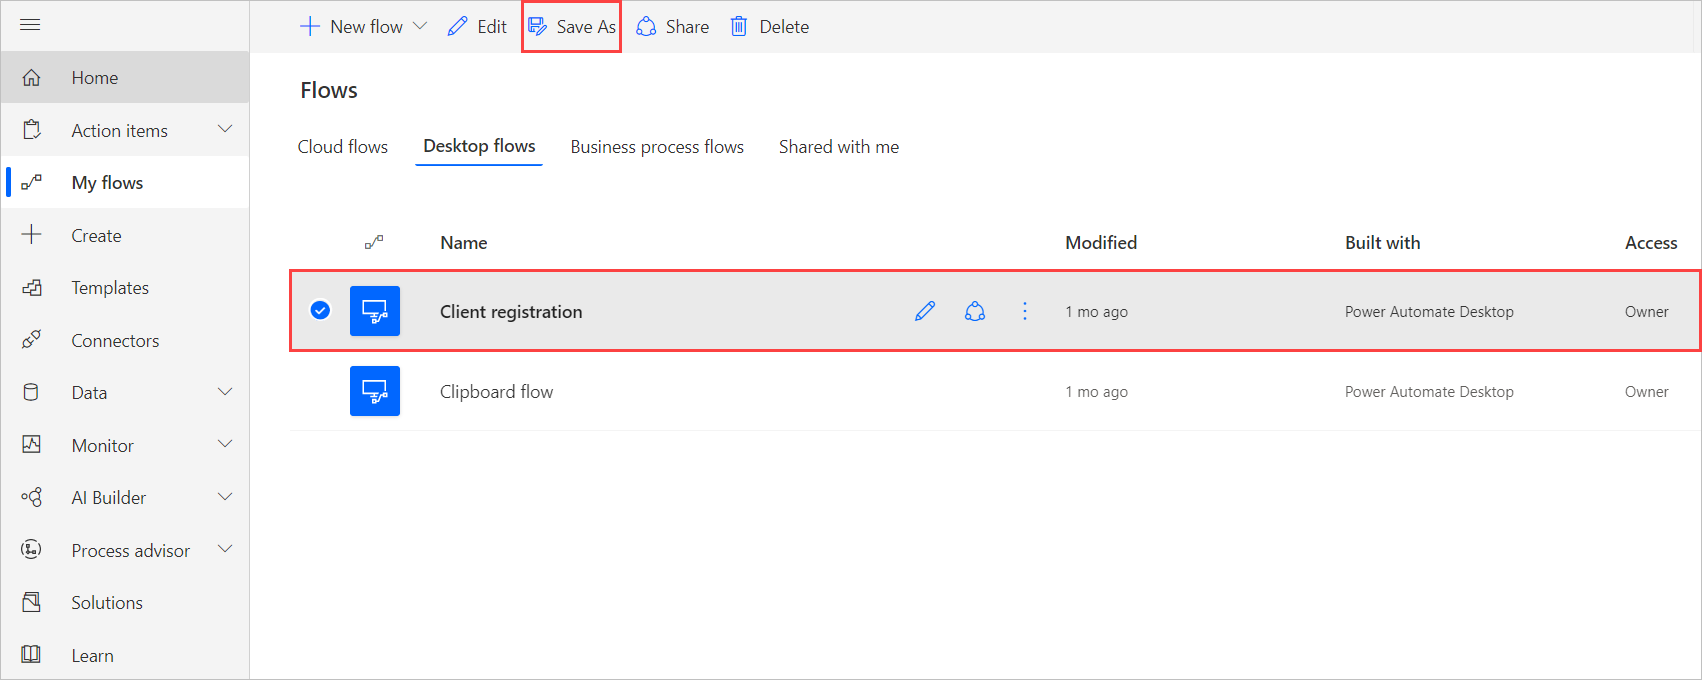 New flow Edit Save As Share Delete
Home
Action items
My flows
Create
Templates
Connectors
Data
Monitor
AI Builder
Process advisor
Solutions
Learn
Flows
Cloud flows Desktop flows Business process flows Shared with me
Name Modified Built with Access
Client registration 1 mo ago Power Automate Desktop Owner
Clipboard flow 1 mo ago Power Automate Desktop Owner